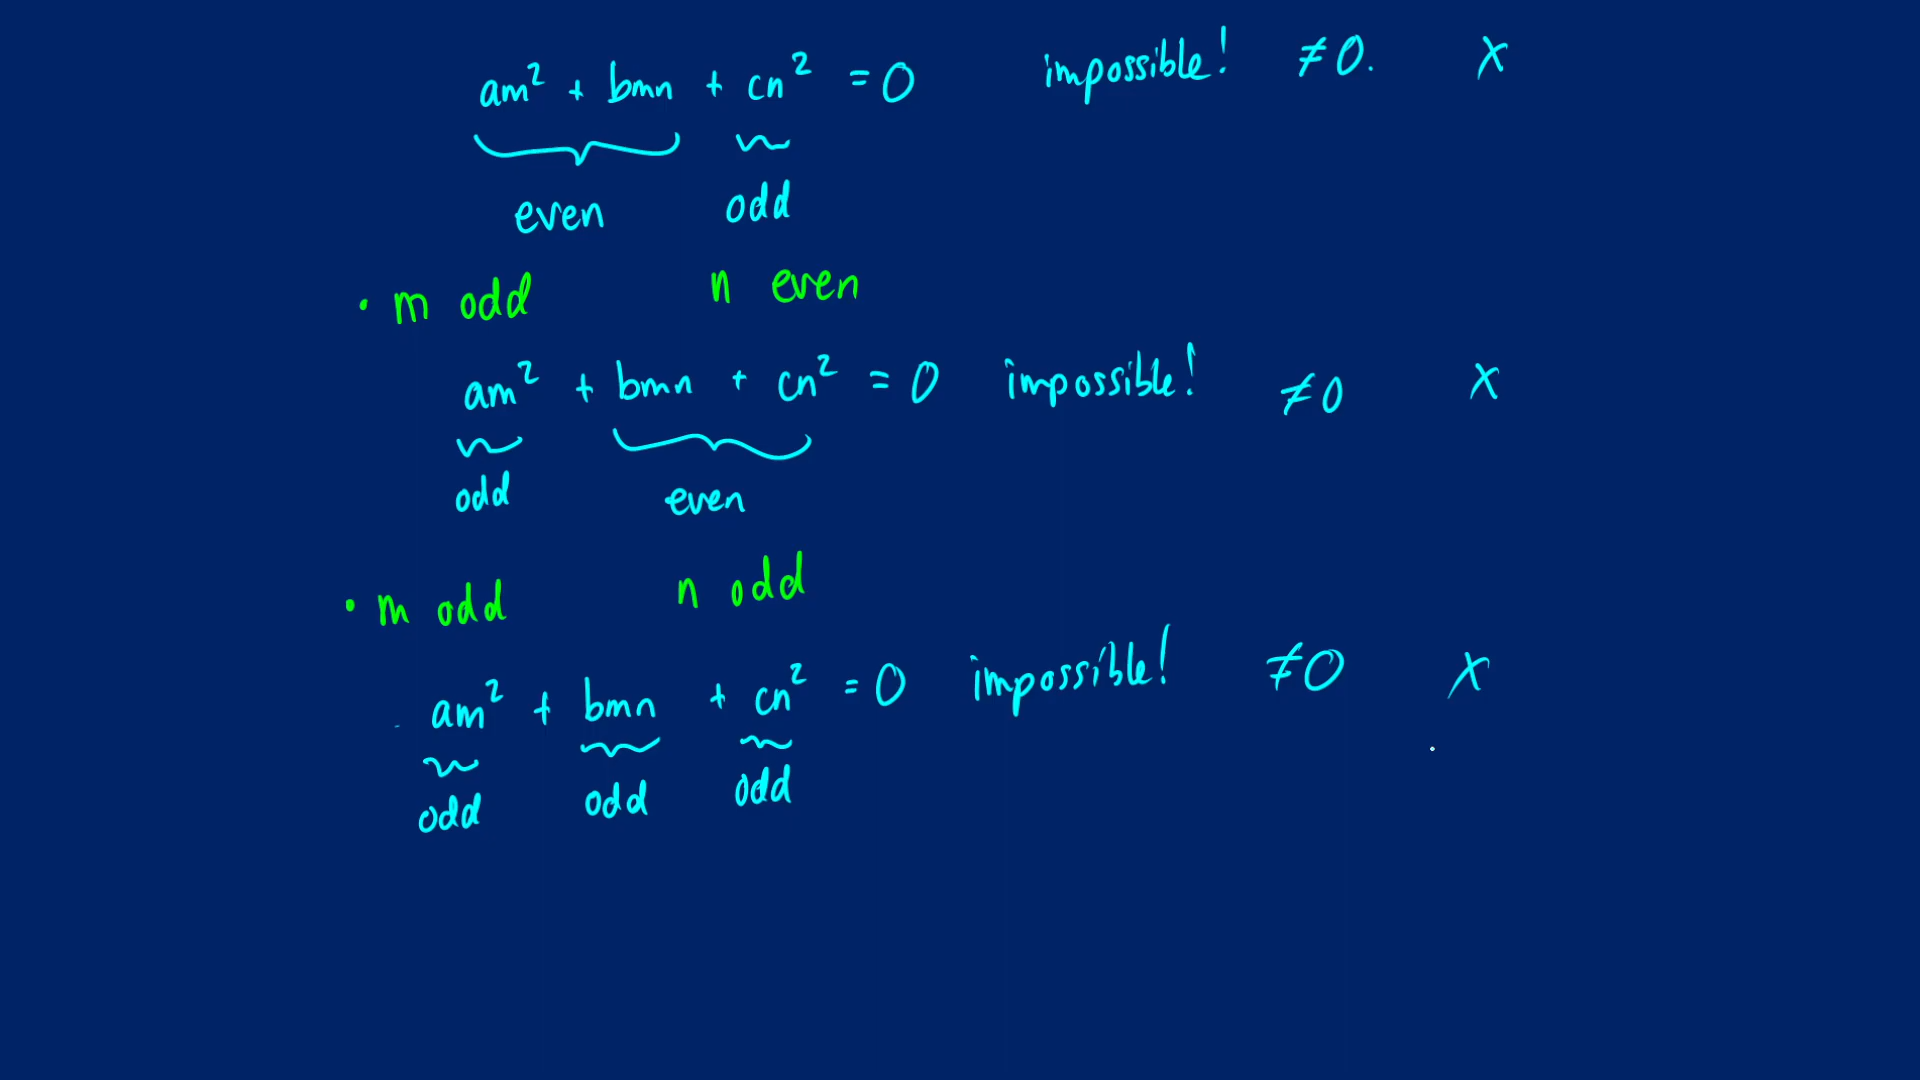 am² + bmn + cn² = 0 impossible! ≠0. X
even odd
• m odd n even
am² + bmn + cn² = 0 impossible! ≠0 X
odd even
• m odd n odd
am² + bmn + cn² = 0 impossible! ≠0 X
odd odd odd